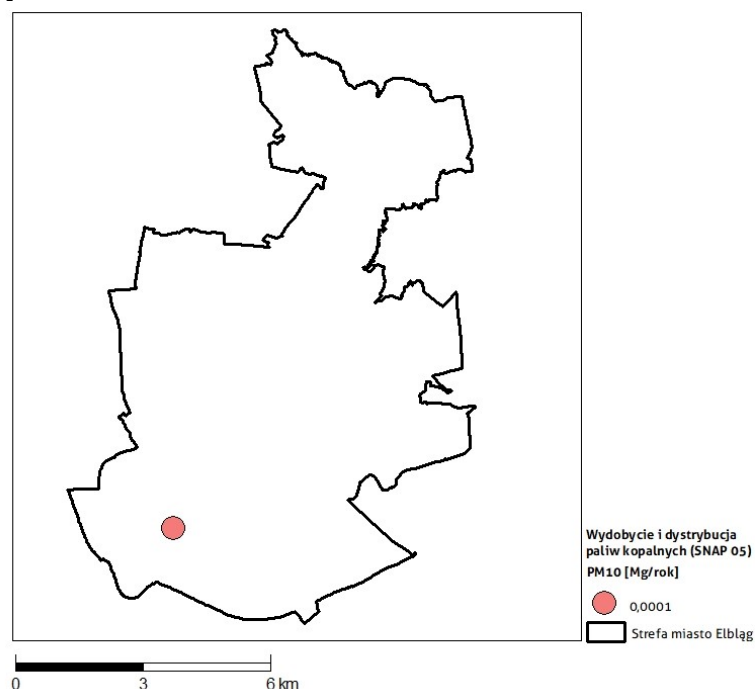 Wydobycie i dystrybucja
paliw kopalnych (SNAP 05)
PM10 [Mg/rok]
0,0001
Strefa miasto Elbląg
0 3 6 km